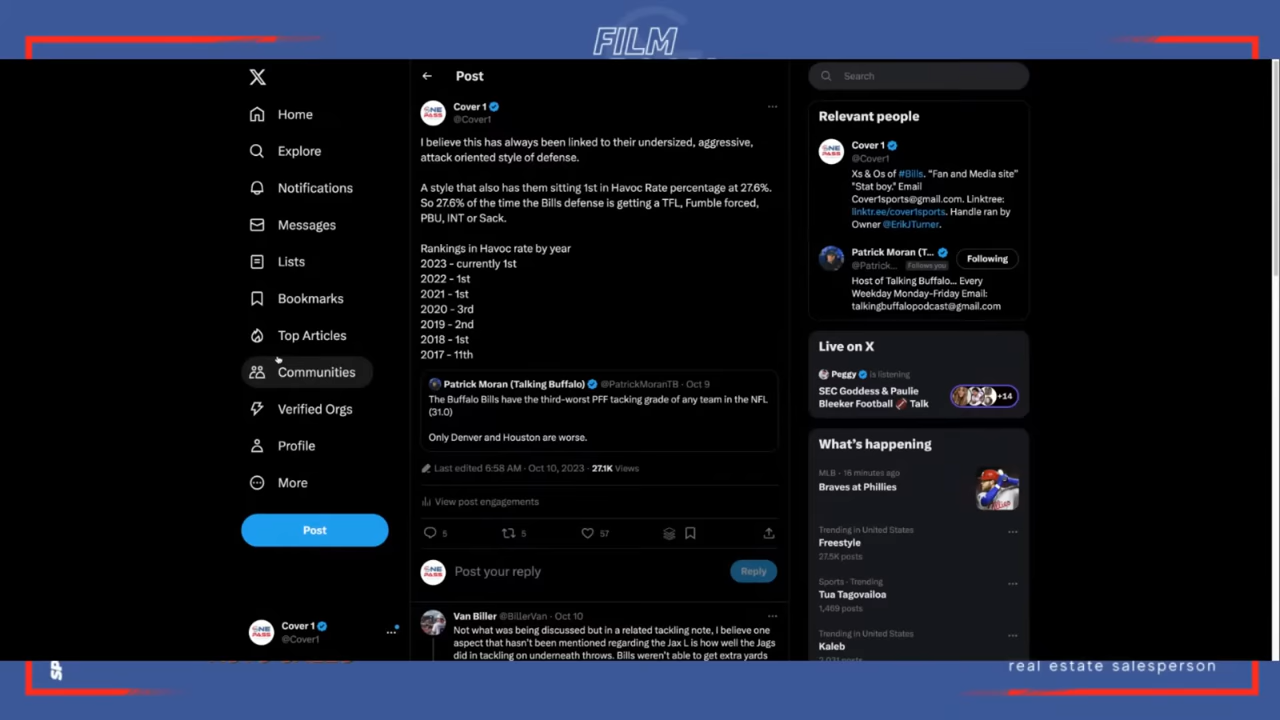 FILM
X
Home
Explore
Notifications
Messages
Lists
Bookmarks
Top Articles
Communities
Verified Orgs
Profile
More
Post
Cover 1
@Cover1
Post
Cover 1
@Cover1
I believe this has always been linked to their undersized, aggressive,
attack oriented style of defense.
A style that also has them sitting 1st in Havoc Rate percentage at 27.6%.
So 27.6% of the time the Bills defense is getting a TFL, Fumble forced,
PBU, INT or Sack.
Rankings in Havoc rate by year
2023 - currently 1st
2022 - 1st
2021 - 1st
2020 - 3rd
2019 - 2nd
2018 - 1st
2017 - 11th
Patrick Moran (Talking Buffalo) @PatrickMoranTB · Oct 9
The Buffalo Bills have the third-worst PFF tacking grade of any team in the NFL
(31.0)
Only Denver and Houston are worse.
Last edited 6:58 AM · Oct 10, 2023 · 27.1K Views
View post engagements
5 5 57
Post your reply
Reply
Van Biller @BillerVan · Oct 10
Not what was being discussed but in a related tackling note, I believe one
aspect that hasn't been mentioned regarding the Jax L is how well the Jags
did in tackling on underneath throws. Bills weren't able to get extra yards
Search
Relevant people
Cover 1
@Cover1
Xs & Os of #Bills. "Fan and Media site"
"Stat boy." Email
Cover1sports@gmail.com. Linktree:
linktr.ee/cover1sports. Handle ran by
Owner @ErikJTurner.
Patrick Moran (T...
@Patrick... Follows you
Following
Host of Talking Buffalo... Every
Weekday Monday-Friday Email:
talkingbuffalopodcast@gmail.com
Live on X
Peggy is listening
SEC Goddess & Paulie
Bleeker Football Talk
+14
What's happening
MLB · 16 minutes ago
Braves at Phillies
Trending in United States
Freestyle
27.5K posts
Sports · Trending
Tua Tagovailoa
1,469 posts
Trending in United States
Kaleb
real estate salesperson